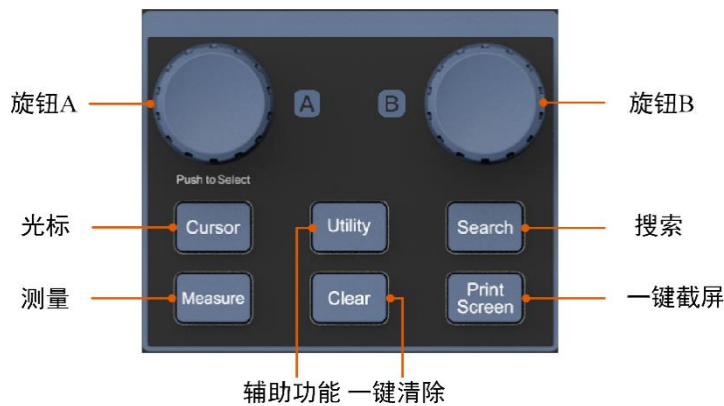 旋钮A
A
B
旋钮B
Push to Select
光标
Cursor
Utility
Search
搜索
测量
Measure
Clear
Print
Screen
一键截屏
辅助功能 一键清除